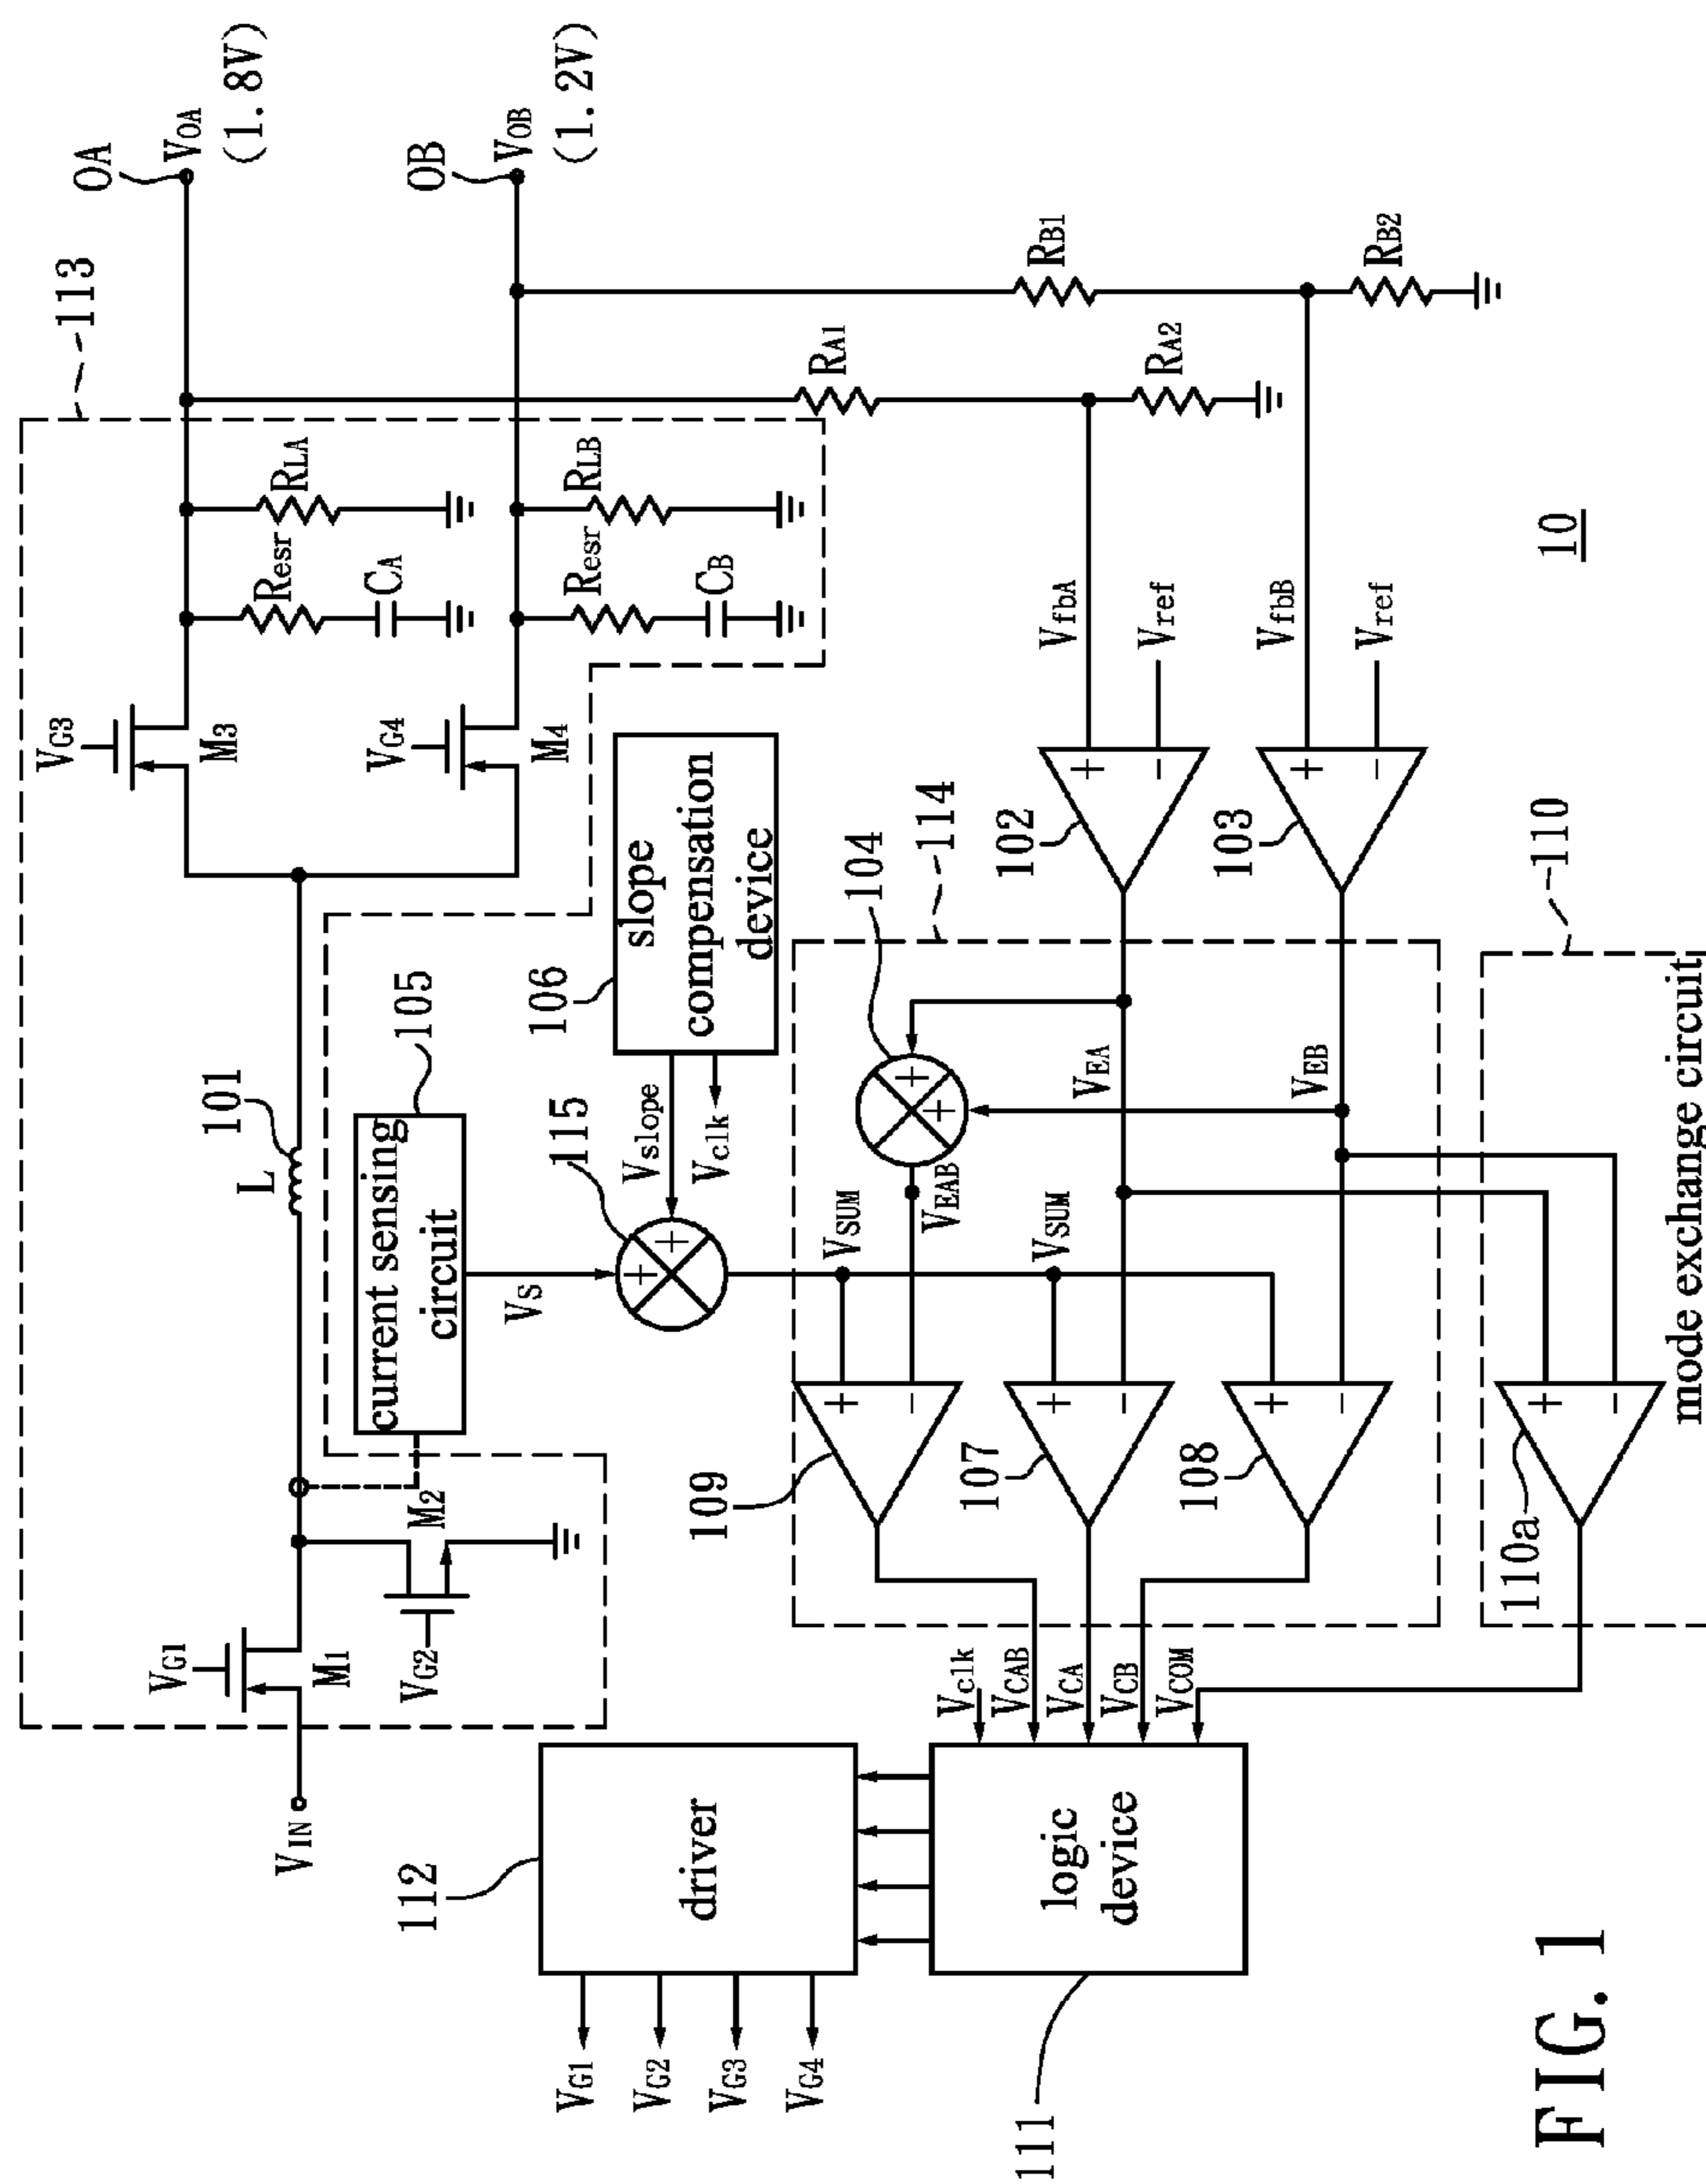 113
OA
VOA
(1.8V)
OB
VOB
(1.2V)
VG3
M3
VG4
M4
Resr
CA
RLA
Resr
CB
RLB
RA1
RA2
RB1
RB2
VIN
VG1
M1
VG2
M2
L
101
105
current sensing
circuit
VS
115
+
+
106
slope
compensation
device
Vslope
Vclk
112
driver
VG1
VG2
VG3
VG4
111
logic
device
Vclk
VCAB
VCA
VCB
VCOM
114
109
+
-
107
+
-
108
+
-
VSUM
VSUM
VEAB
104
+
+
VEA
VEB
102
+
-
VfbA
Vref
103
+
-
VfbB
Vref
110
110a
+
-
mode exchange circuit
10
FIG. 1